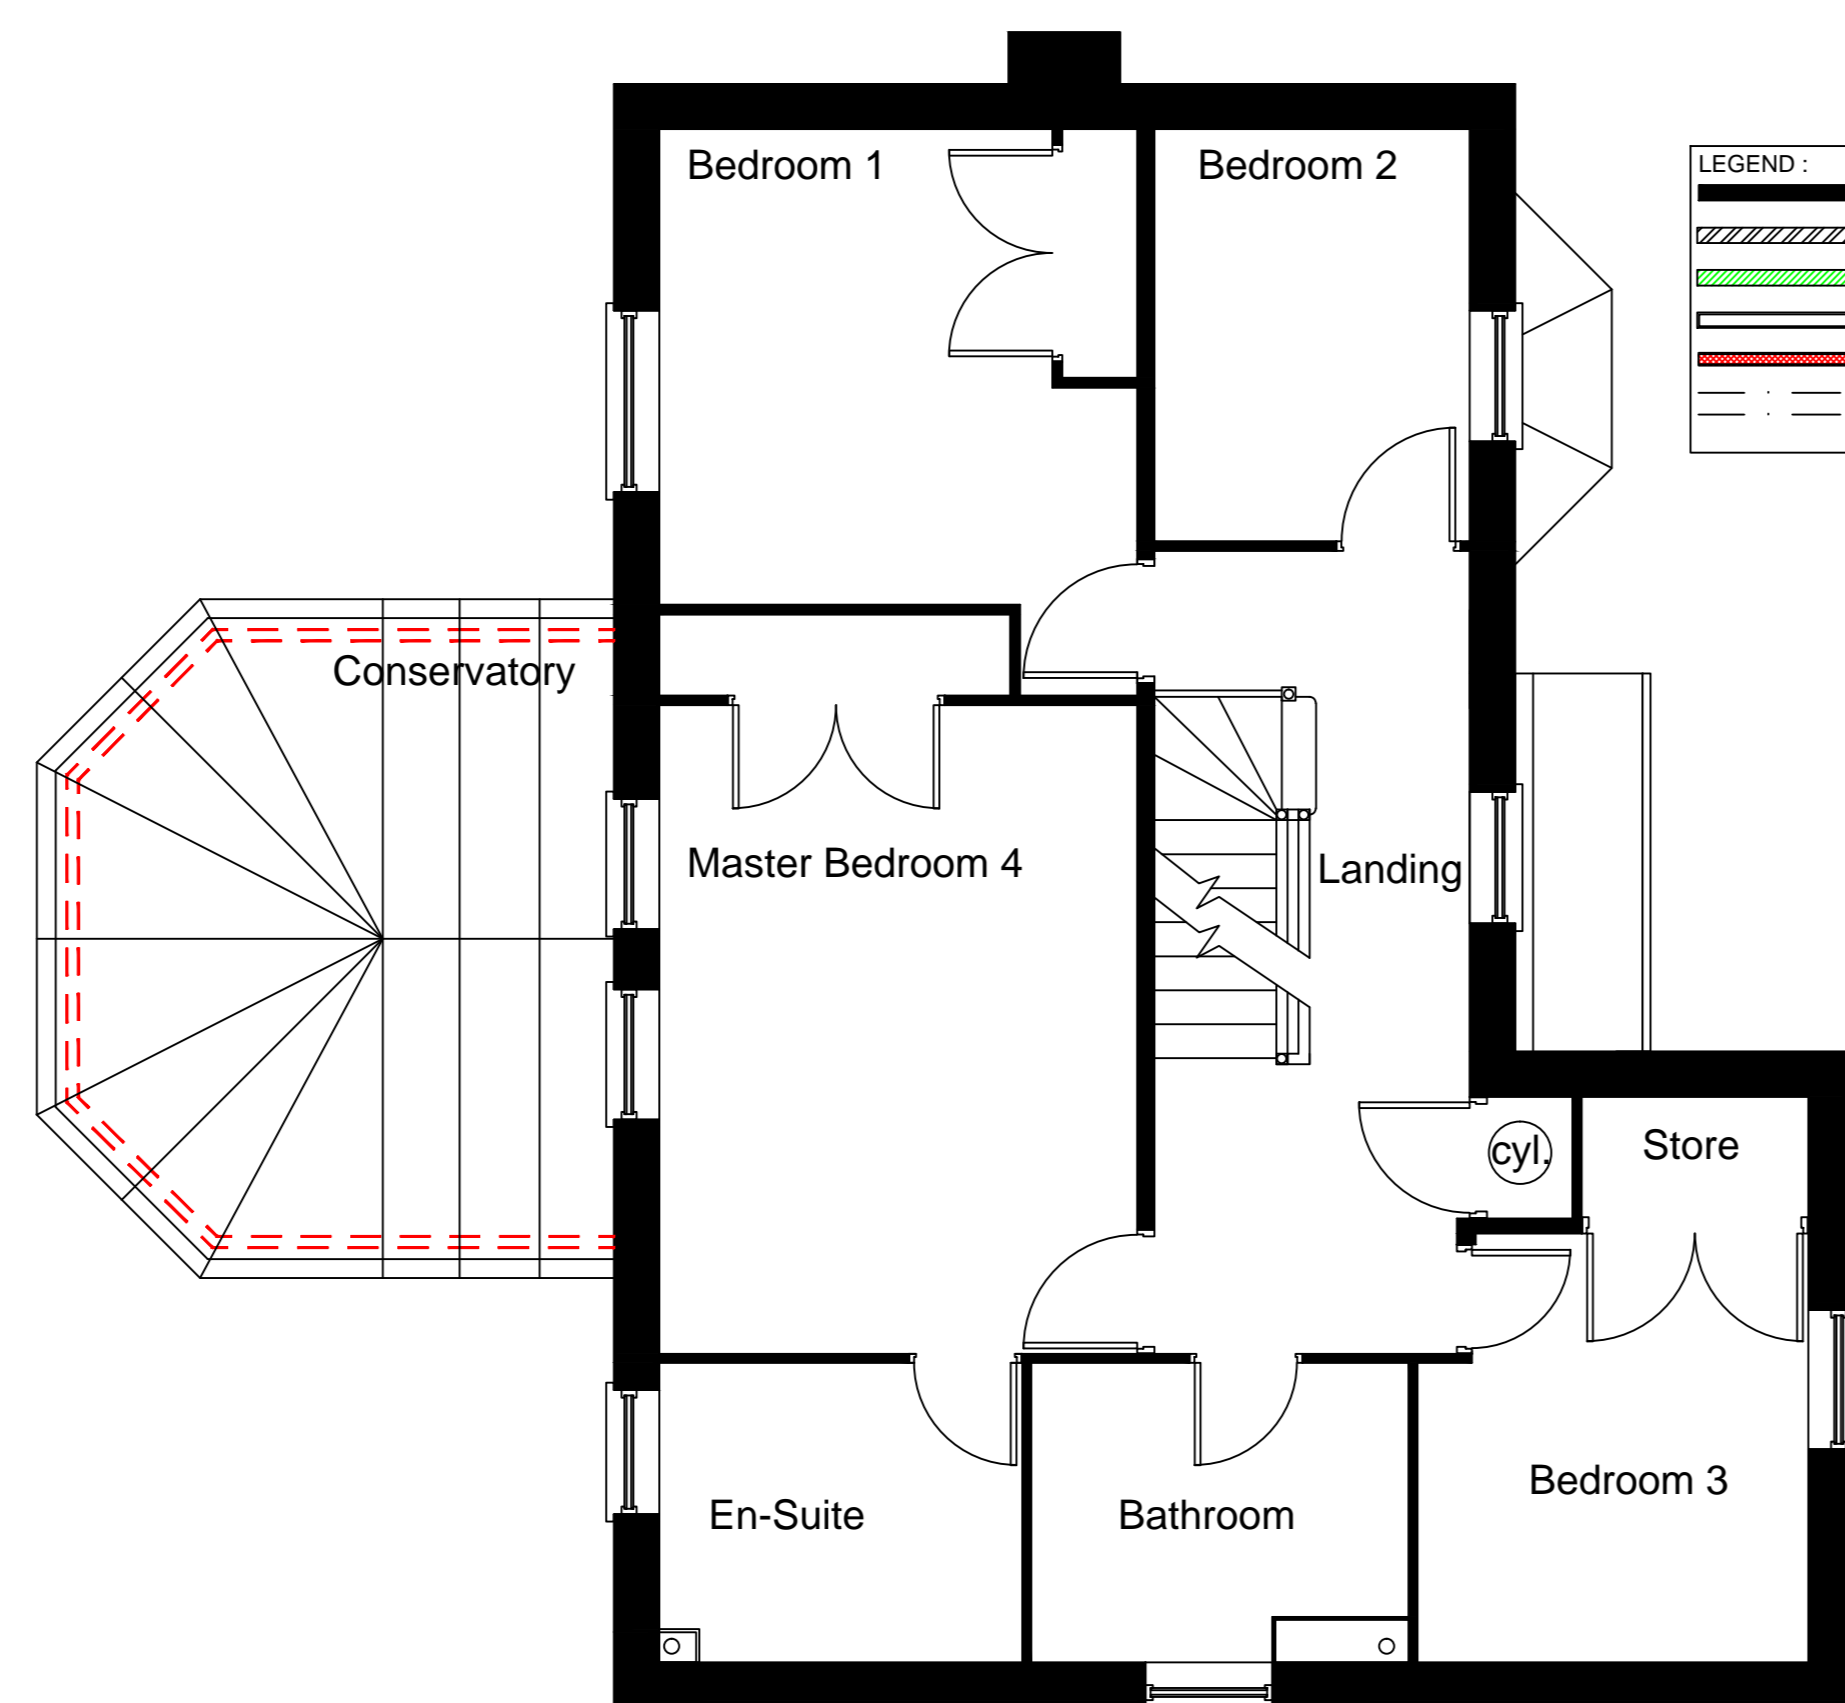 Bedroom 1
Bedroom 2
LEGEND :
Conservatory
Master Bedroom 4
Landing
cyl.
Store
Bedroom 3
En-Suite
Bathroom